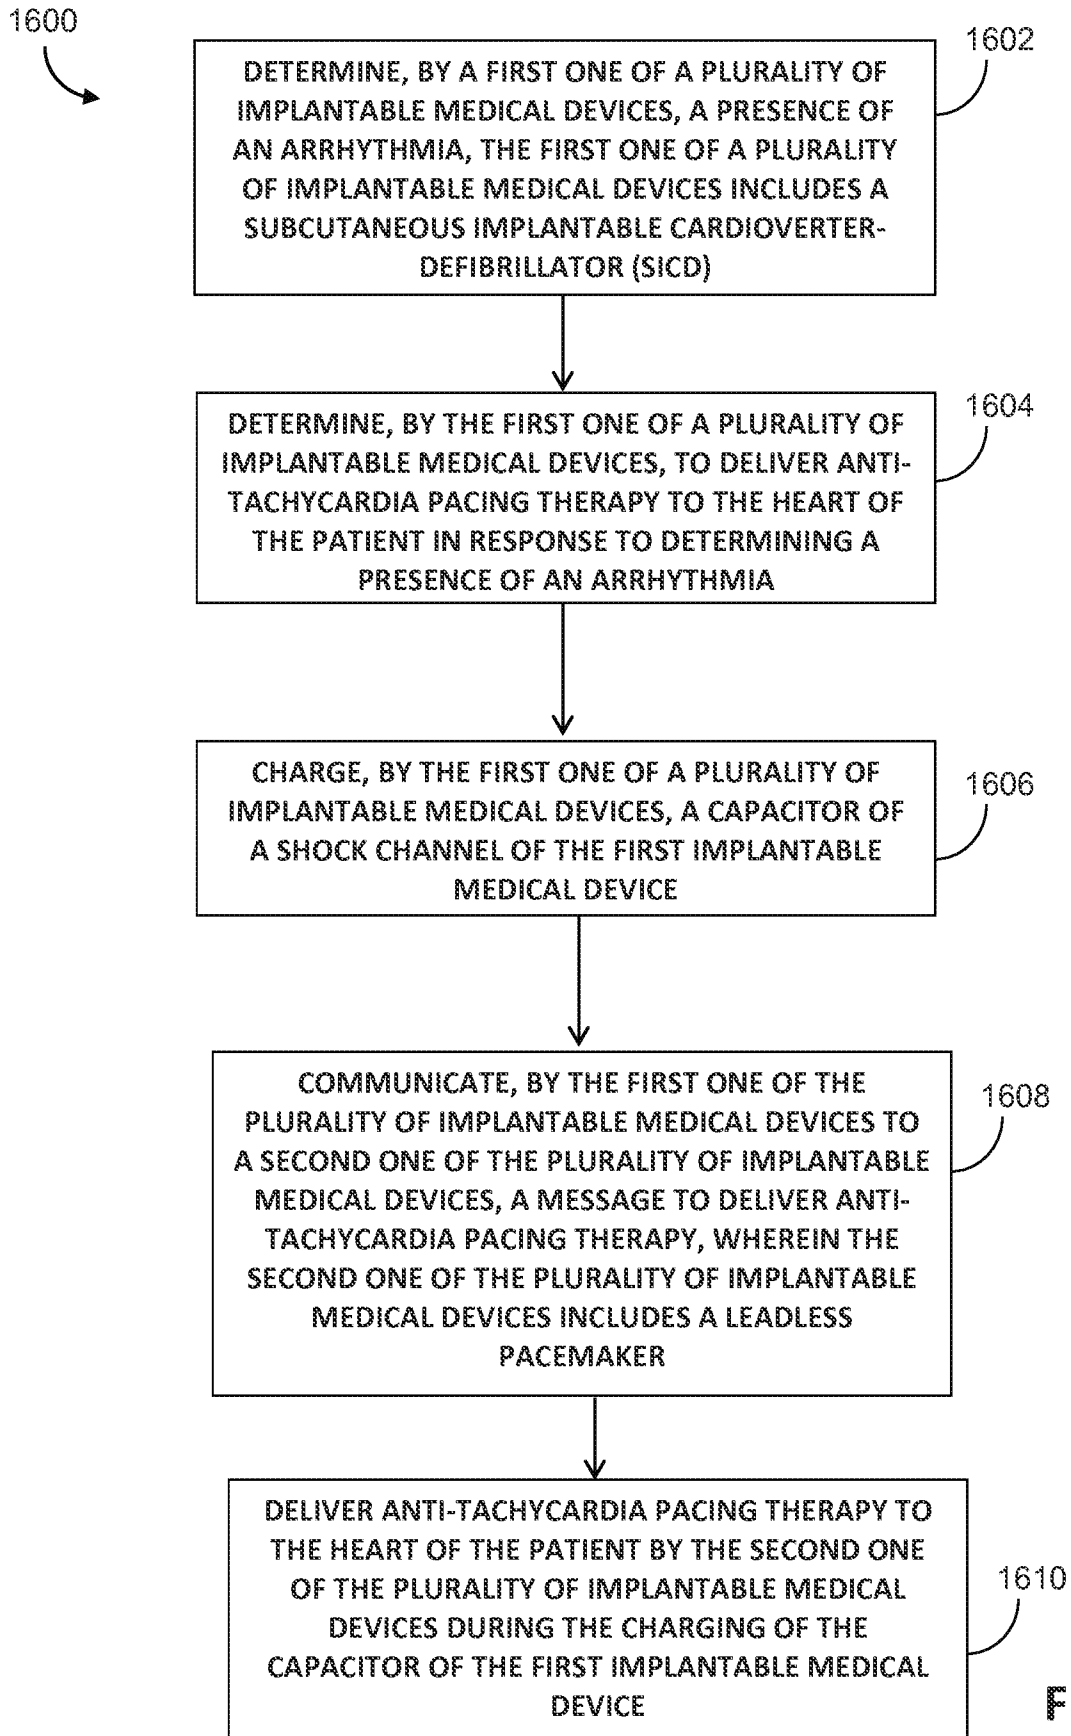 1600
1602
DETERMINE, BY A FIRST ONE OF A PLURALITY OF
IMPLANTABLE MEDICAL DEVICES, A PRESENCE OF
AN ARRHYTHMIA, THE FIRST ONE OF A PLURALITY
OF IMPLANTABLE MEDICAL DEVICES INCLUDES A
SUBCUTANEOUS IMPLANTABLE CARDIOVERTER-
DEFIBRILLATOR (SICD)
1604
DETERMINE, BY THE FIRST ONE OF A PLURALITY OF
IMPLANTABLE MEDICAL DEVICES, TO DELIVER ANTI-
TACHYCARDIA PACING THERAPY TO THE HEART OF
THE PATIENT IN RESPONSE TO DETERMINING A
PRESENCE OF AN ARRHYTHMIA
1606
CHARGE, BY THE FIRST ONE OF A PLURALITY OF
IMPLANTABLE MEDICAL DEVICES, A CAPACITOR OF
A SHOCK CHANNEL OF THE FIRST IMPLANTABLE
MEDICAL DEVICE
1608
COMMUNICATE, BY THE FIRST ONE OF THE
PLURALITY OF IMPLANTABLE MEDICAL DEVICES TO
A SECOND ONE OF THE PLURALITY OF IMPLANTABLE
MEDICAL DEVICES, A MESSAGE TO DELIVER ANTI-
TACHYCARDIA PACING THERAPY, WHEREIN THE
SECOND ONE OF THE PLURALITY OF IMPLANTABLE
MEDICAL DEVICES INCLUDES A LEADLESS
PACEMAKER
1610
DELIVER ANTI-TACHYCARDIA PACING THERAPY TO
THE HEART OF THE PATIENT BY THE SECOND ONE
OF THE PLURALITY OF IMPLANTABLE MEDICAL
DEVICES DURING THE CHARGING OF THE
CAPACITOR OF THE FIRST IMPLANTABLE MEDICAL
DEVICE
F